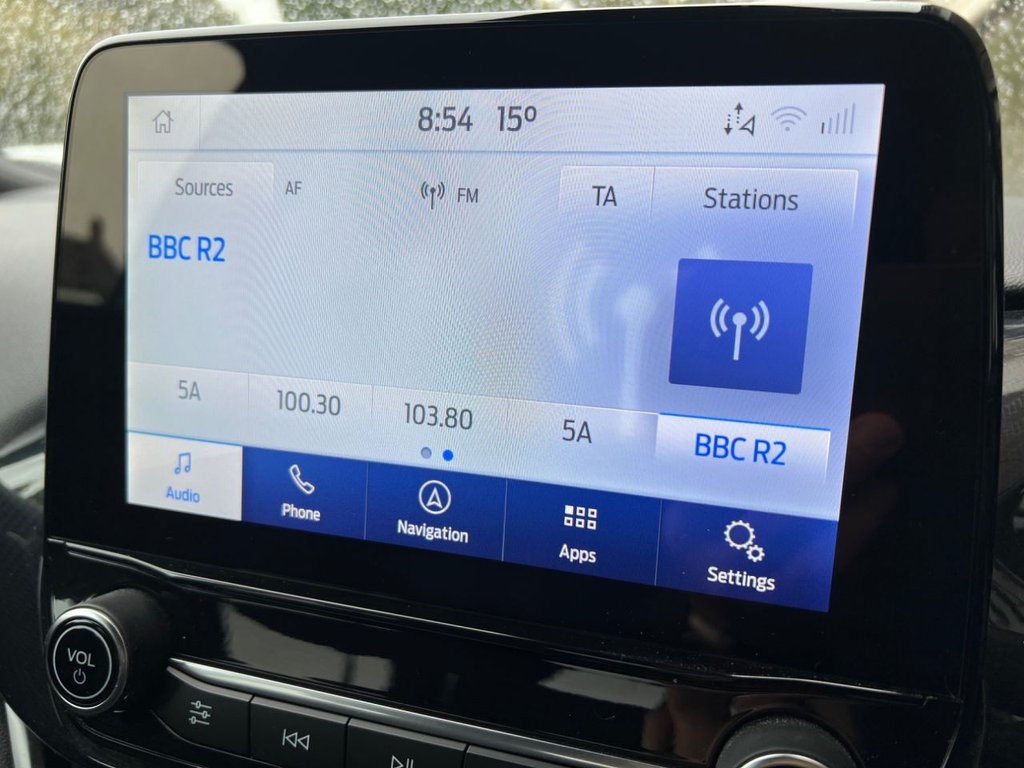 8:54 15º
Sources AF FM TA Stations
BBC R2
5A 100.30 103.80 5A BBC R2
Audio Phone Navigation Apps Settings
VOL